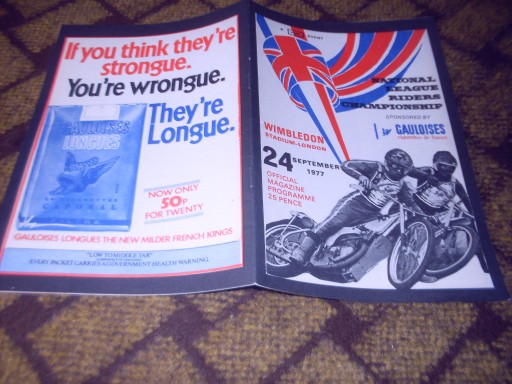 If you think they're
strongue.
You're wrongue.
They're
Longue.
GAULOISES
LONGUES
NOW ONLY
50p
FOR TWENTY
GAULOISES LONGUES THE NEW MILDER FRENCH KINGS
"LOW TO MIDDLE TAR"
EVERY PACKET CARRIES A GOVERNMENT HEALTH WARNING
EVENT
NATIONAL
LEAGUE
RIDERS
CHAMPIONSHIP
SPONSORED BY
GAULOISES
WIMBLEDON
STADIUM-LONDON
24 SEPTEMBER
1977
OFFICIAL
MAGAZINE
PROGRAMME
25 PENCE